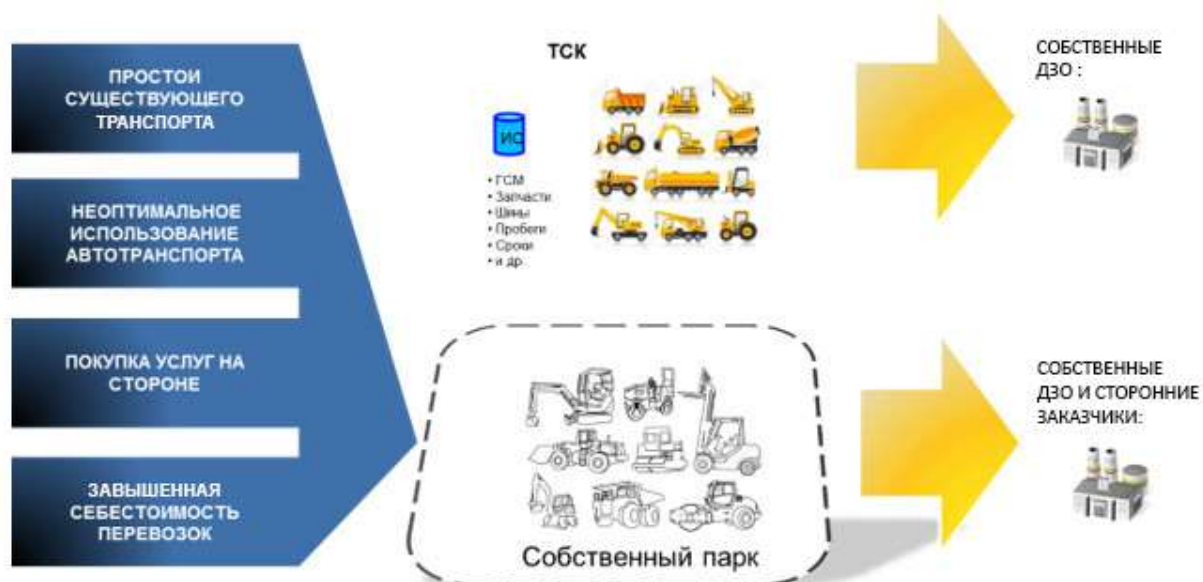 ПРОСТОИ
СУЩЕСТВУЮЩЕГО
ТРАНСПОРТА
НЕОПТИМАЛЬНОЕ
ИСПОЛЬЗОВАНИЕ
АВТОТРАНСПОРТА
ПОКУПКА УСЛУГ НА
СТОРОНЕ
ЗАВЫШЕННАЯ
СЕБЕСТОИМОСТЬ
ПЕРЕВОЗОК
ТСК
ИС
• ГСМ
• Запчасти
• Шины
• Пробеги
• Сроки
• и др.
Собственный парк
СОБСТВЕННЫЕ
ДЗО :
СОБСТВЕННЫЕ
ДЗО И СТОРОННИЕ
ЗАКАЗЧИКИ: